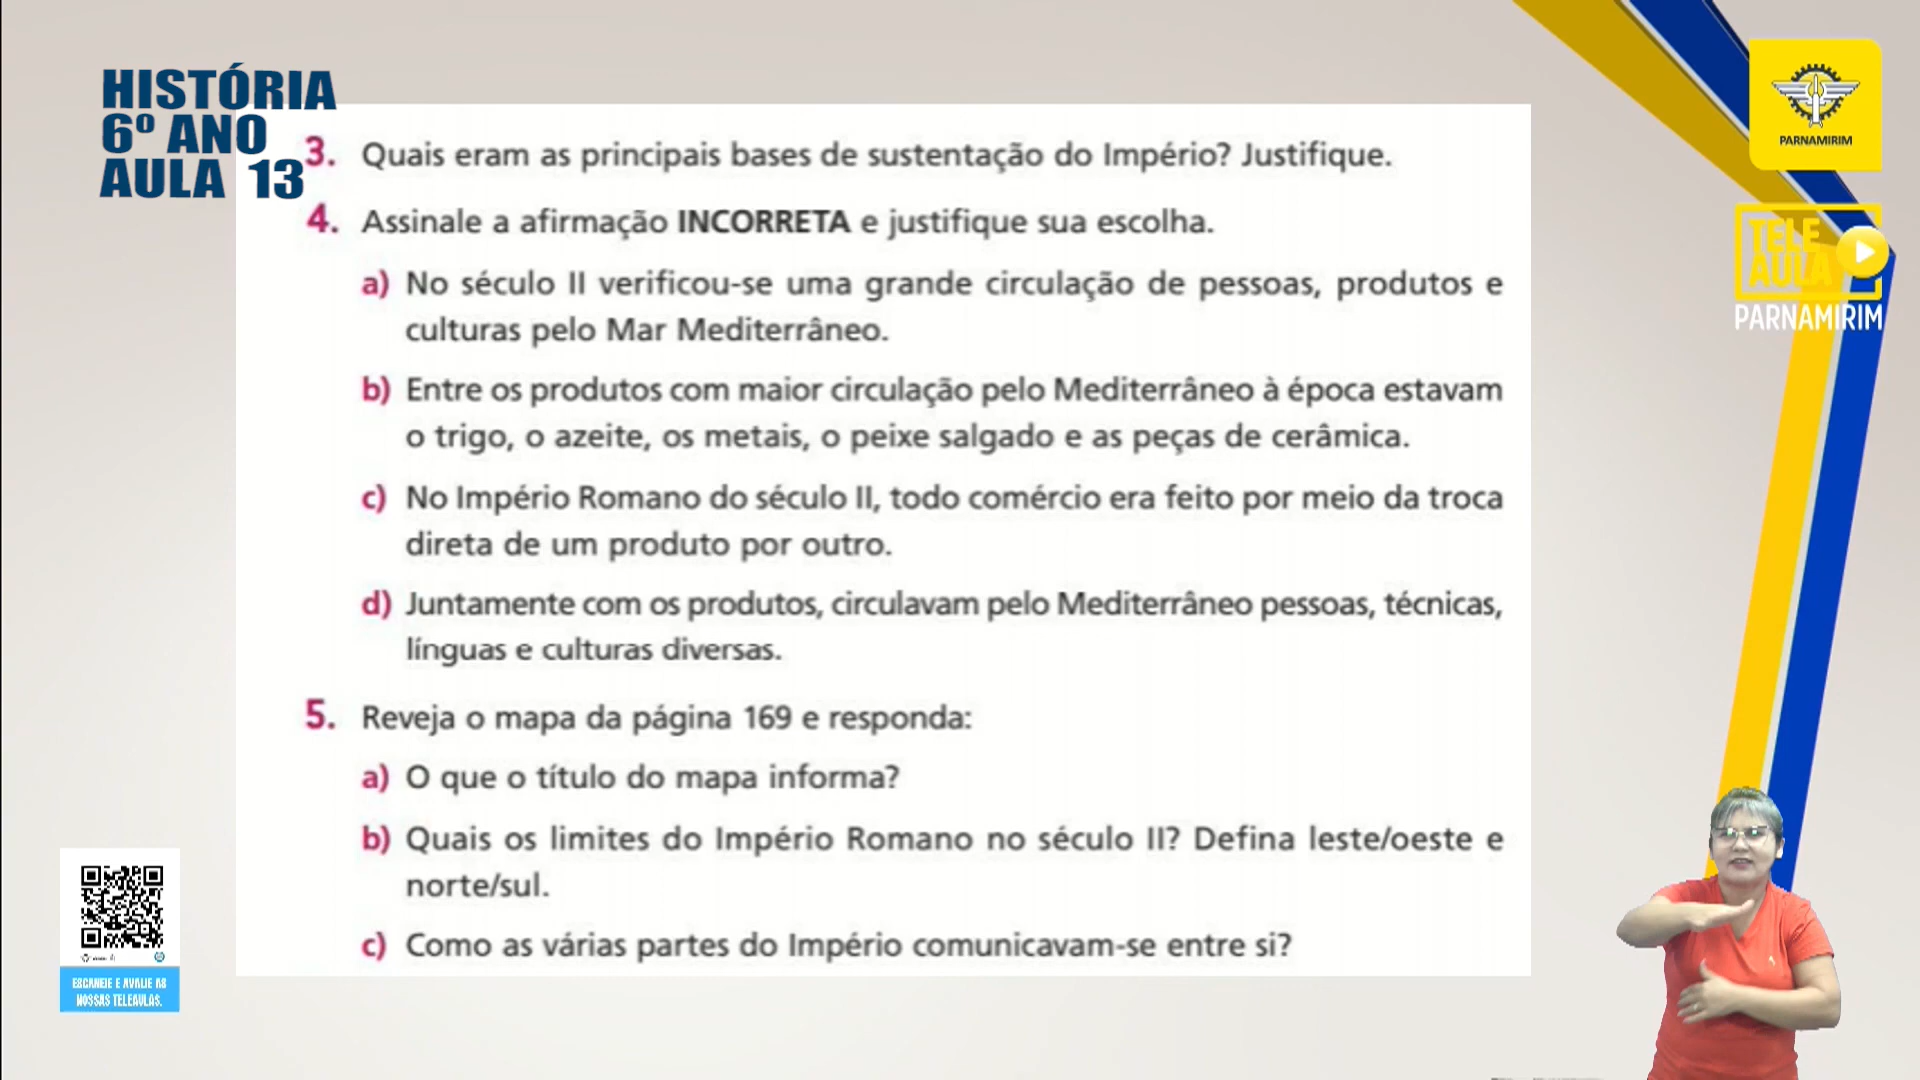 HISTÓRIA
6º ANO
AULA 13
PARNAMIRIM
TELE
AULA
PARNAMIRIM
3. Quais eram as principais bases de sustentação do Império? Justifique.
4. Assinale a afirmação INCORRETA e justifique sua escolha.
a) No século II verificou-se uma grande circulação de pessoas, produtos e
culturas pelo Mar Mediterrâneo.
b) Entre os produtos com maior circulação pelo Mediterrâneo à época estavam
o trigo, o azeite, os metais, o peixe salgado e as peças de cerâmica.
c) No Império Romano do século II, todo comércio era feito por meio da troca
direta de um produto por outro.
d) Juntamente com os produtos, circulavam pelo Mediterrâneo pessoas, técnicas,
línguas e culturas diversas.
5. Reveja o mapa da página 169 e responda:
a) O que o título do mapa informa?
b) Quais os limites do Império Romano no século II? Defina leste/oeste e
norte/sul.
c) Como as várias partes do Império comunicavam-se entre si?
ESCANEIE E AVALIE AS
NOSSAS TELEAULAS.